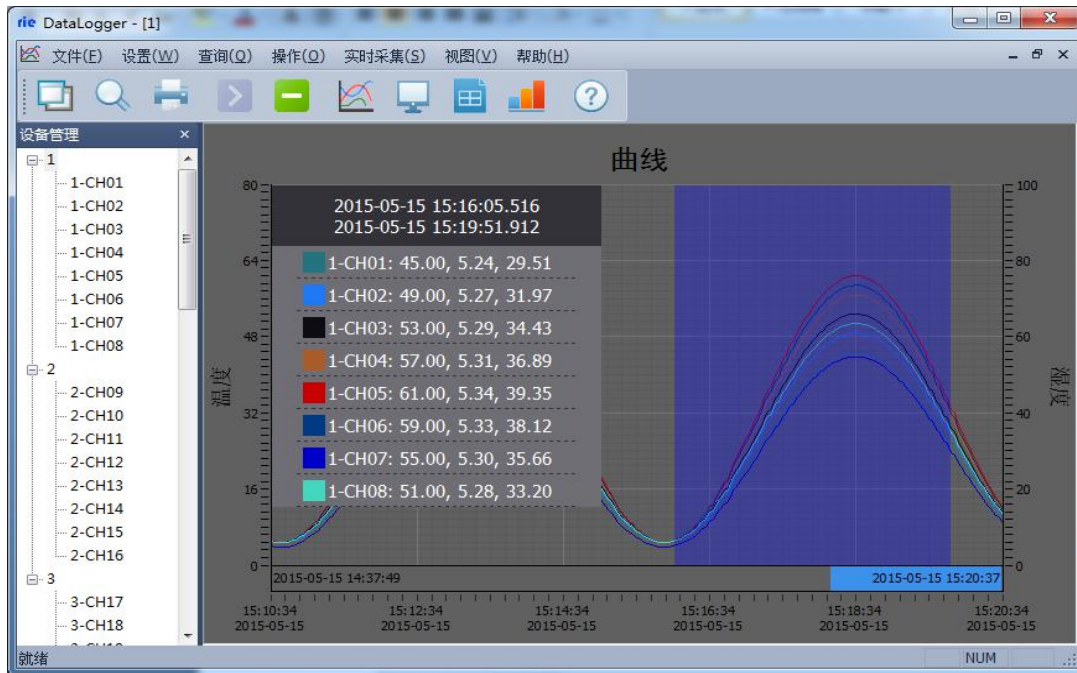 rie DataLogger - [1]
文件(F) 设置(W) 查询(Q) 操作(O) 实时采集(S) 视图(V) 帮助(H)
设备管理
1
1-CH01
1-CH02
1-CH03
1-CH04
1-CH05
1-CH06
1-CH07
1-CH08
2
2-CH09
2-CH10
2-CH11
2-CH12
2-CH13
2-CH14
2-CH15
2-CH16
3
3-CH17
3-CH18
曲线
80
64
48
32
16
0
温度
2015-05-15 15:16:05.516
2015-05-15 15:19:51.912
1-CH01: 45.00, 5.24, 29.51
1-CH02: 49.00, 5.27, 31.97
1-CH03: 53.00, 5.29, 34.43
1-CH04: 57.00, 5.31, 36.89
1-CH05: 61.00, 5.34, 39.35
1-CH06: 59.00, 5.33, 38.12
1-CH07: 55.00, 5.30, 35.66
1-CH08: 51.00, 5.28, 33.20
100
80
60
40
20
0
湿度
2015-05-15 14:37:49 2015-05-15 15:20:37
15:10:34 15:12:34 15:14:34 15:16:34 15:18:34 15:20:34
2015-05-15 2015-05-15 2015-05-15 2015-05-15 2015-05-15 2015-05-15
就绪 NUM